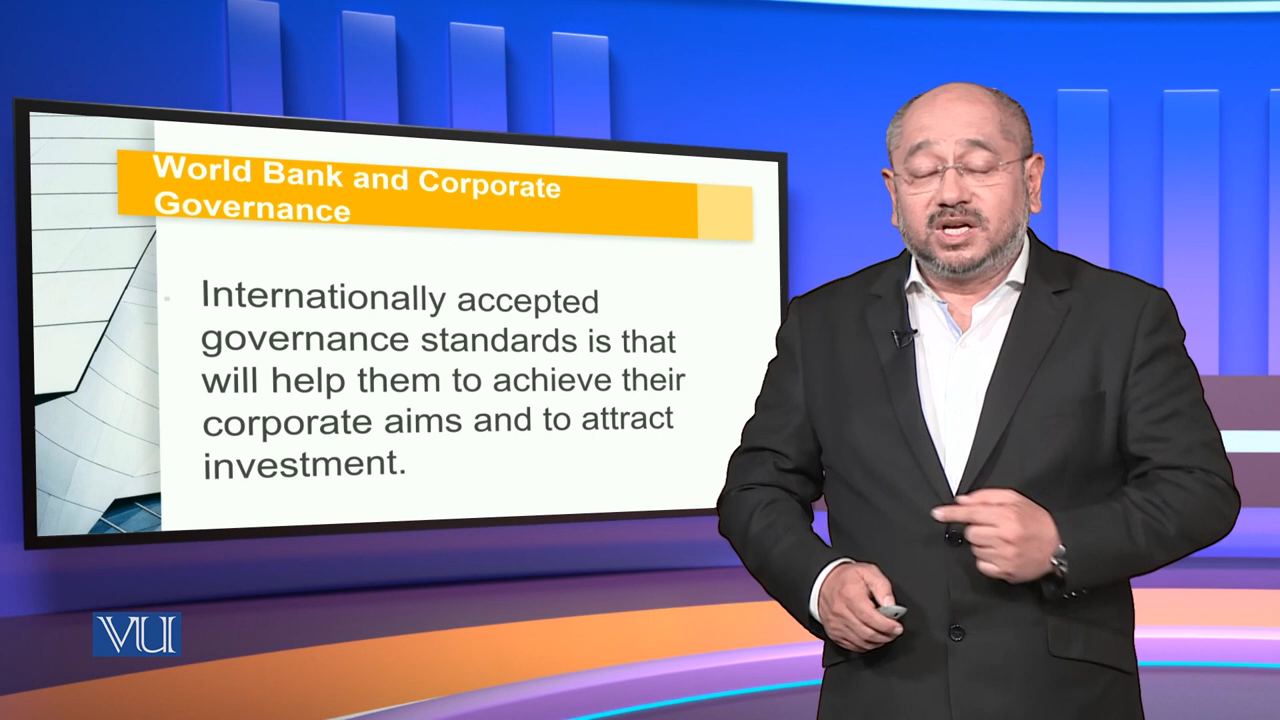 World Bank and Corporate
Governance
Internationally accepted
governance standards is that
will help them to achieve their
corporate aims and to attract
investment.
VU